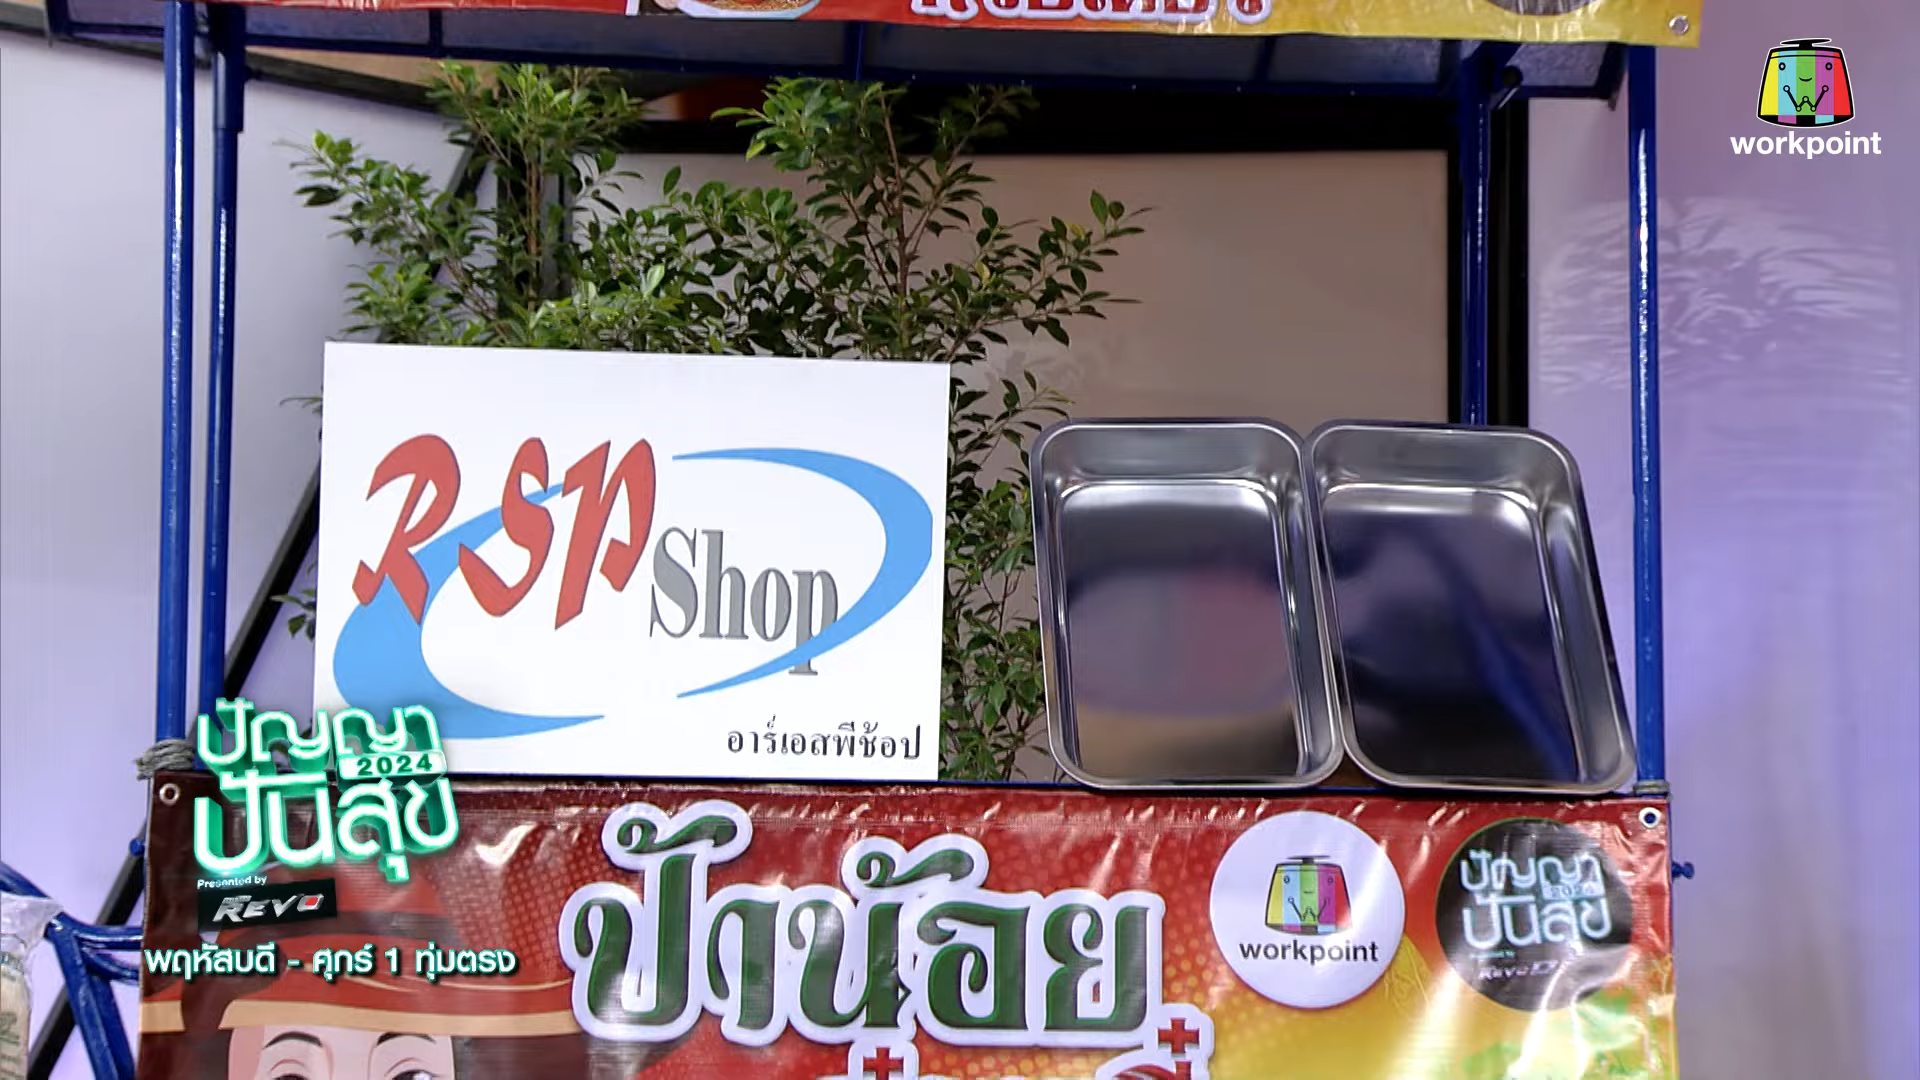 workpoint
RSP Shop
อาร์เอสพีช้อป
ปัญญา
2024
ปันสุข
Presented by
REVO
พฤหัสบดี - ศุกร์ 1 ทุ่มตรง
ป้าน้อย
workpoint
ปัญญา
2024
ปันสุข
REVO